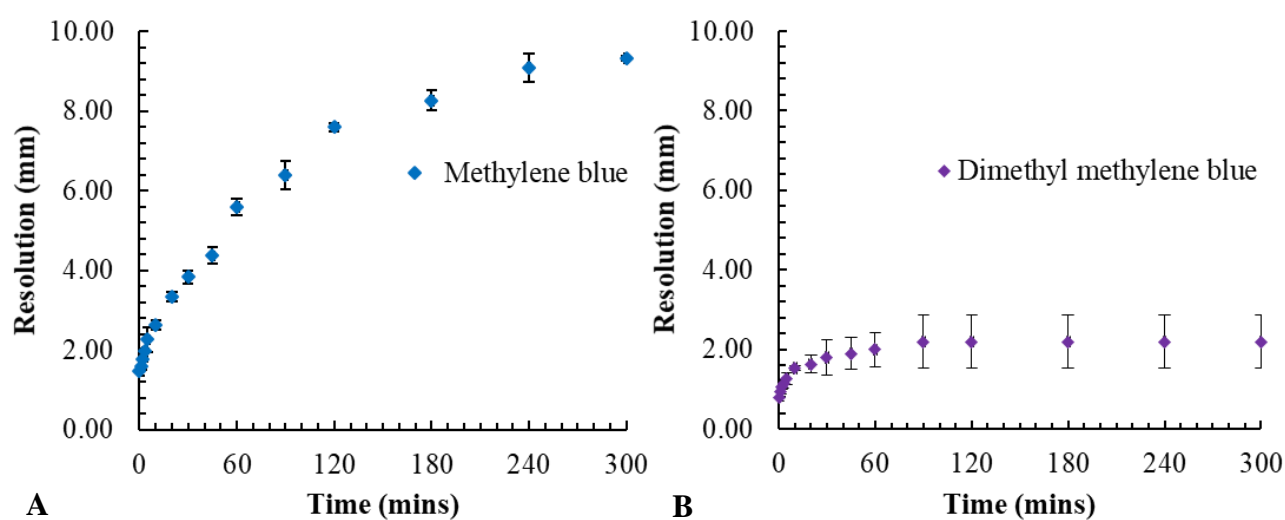 10.00
8.00
6.00
4.00
2.00
0.00
Resolution (mm)
Methylene blue
0 60 120 180 240 300
Time (mins)
A
10.00
8.00
6.00
4.00
2.00
0.00
Resolution (mm)
Dimethyl methylene blue
0 60 120 180 240 300
Time (mins)
B